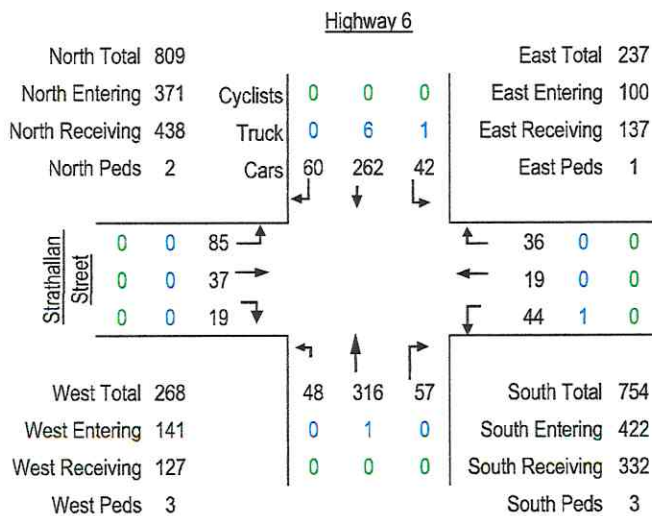 Highway 6
North Total 809
North Entering 371
North Receiving 438
North Peds 2
Cyclists 0 0 0
Truck 0 6 1
Cars 60 262 42
East Total 237
East Entering 100
East Receiving 137
East Peds 1
Strathallan
Street
0 0 85
0 0 37
0 0 19
36 0 0
19 0 0
44 1 0
West Total 268
West Entering 141
West Receiving 127
West Peds 3
48 316 57
0 1 0
0 0 0
South Total 754
South Entering 422
South Receiving 332
South Peds 3